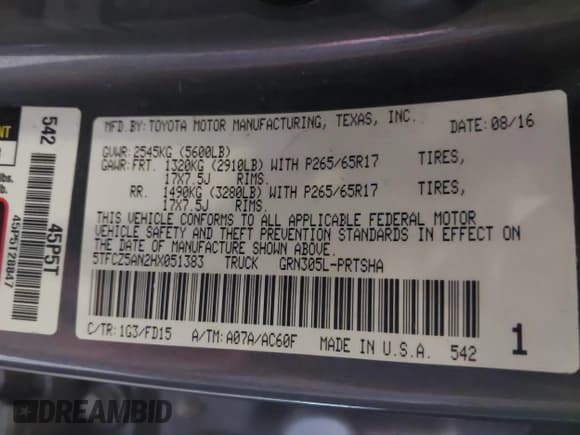 MFD.BY:TOYOTA MOTOR MANUFACTURING, TEXAS, INC. DATE:08/16
GVWR:2545KG (5600LB)
GAWR:FRT. 1320KG (2910LB) WITH P265/65R17 TIRES,
17X7.5J RIMS.
RR. 1490KG (3280LB) WITH P265/65R17 TIRES,
17X7.5J RIMS.
THIS VEHICLE CONFORMS TO ALL APPLICABLE FEDERAL MOTOR
VEHICLE SAFETY AND THEFT PREVENTION STANDARDS IN EFFECT ON
THE DATE OF MANUFACTURE SHOWN ABOVE.
5TFCZ5AN2HX051383 TRUCK GRN305L-PRTSHA
C/TR:1G3/FD15 A/TM:A07A/AC60F MADE IN U.S.A. 542 1
542 45P5T
45P5T28847
DREAMBID